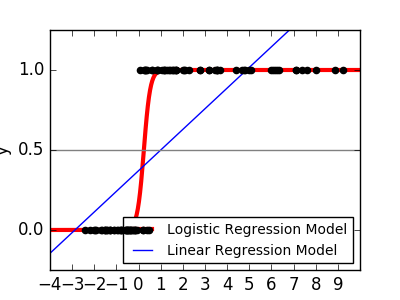 1.0
y
0.5
0.0
Logistic Regression Model
Linear Regression Model
−4 −3 −2 −1 0 1 2 3 4 5 6 7 8 9